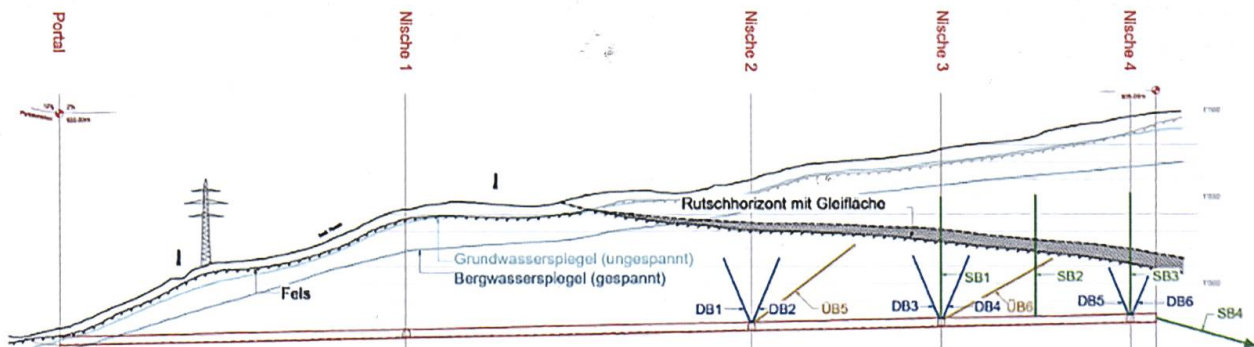 Portal
Nische 1
Nische 2
Nische 3
Nische 4
Rutschhorizont mit Gleifläche
Grundwasserspiegel (ungespannt)
Bergwasserspiegel (gespannt)
Fels
SB1
SB2
SB3
DB1
DB2
ÜB5
DB3
DB4
ÜB6
DB5
DB6
SB4